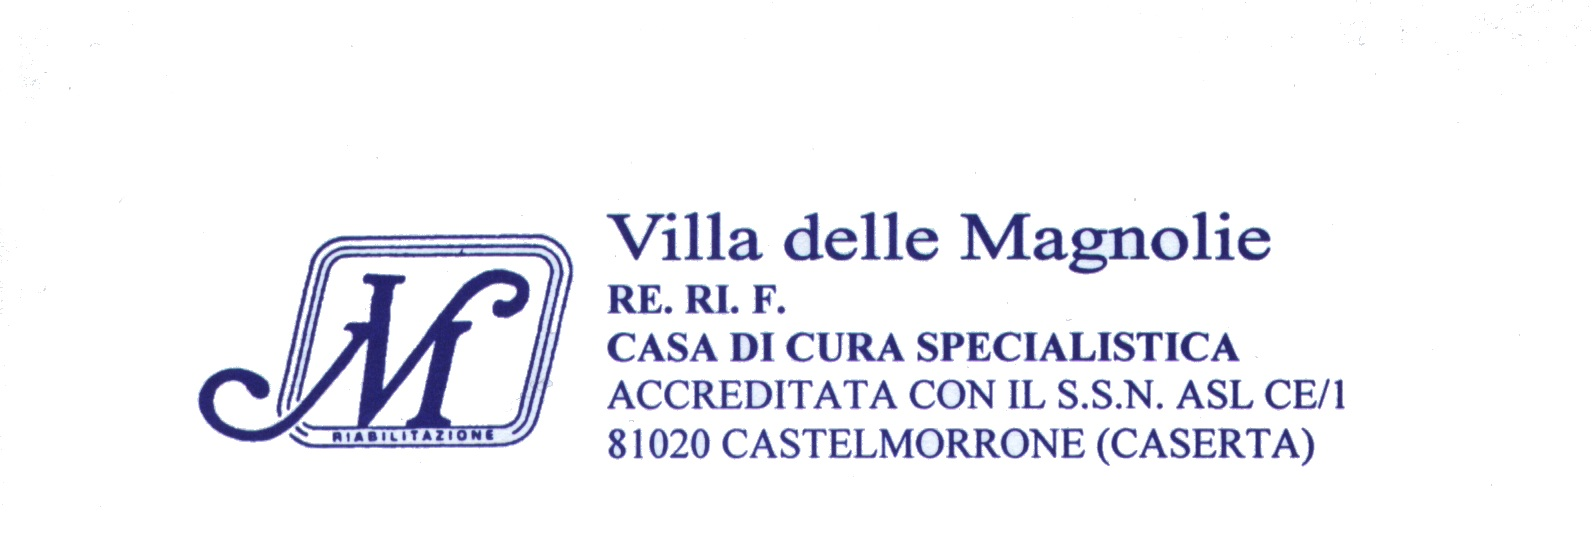 Villa delle Magnolie
RE. RI. F.
CASA DI CURA SPECIALISTICA
ACCREDITATA CON IL S.S.N. ASL CE/1
81020 CASTELMORRONE (CASERTA)
M
RIABILITAZIONE